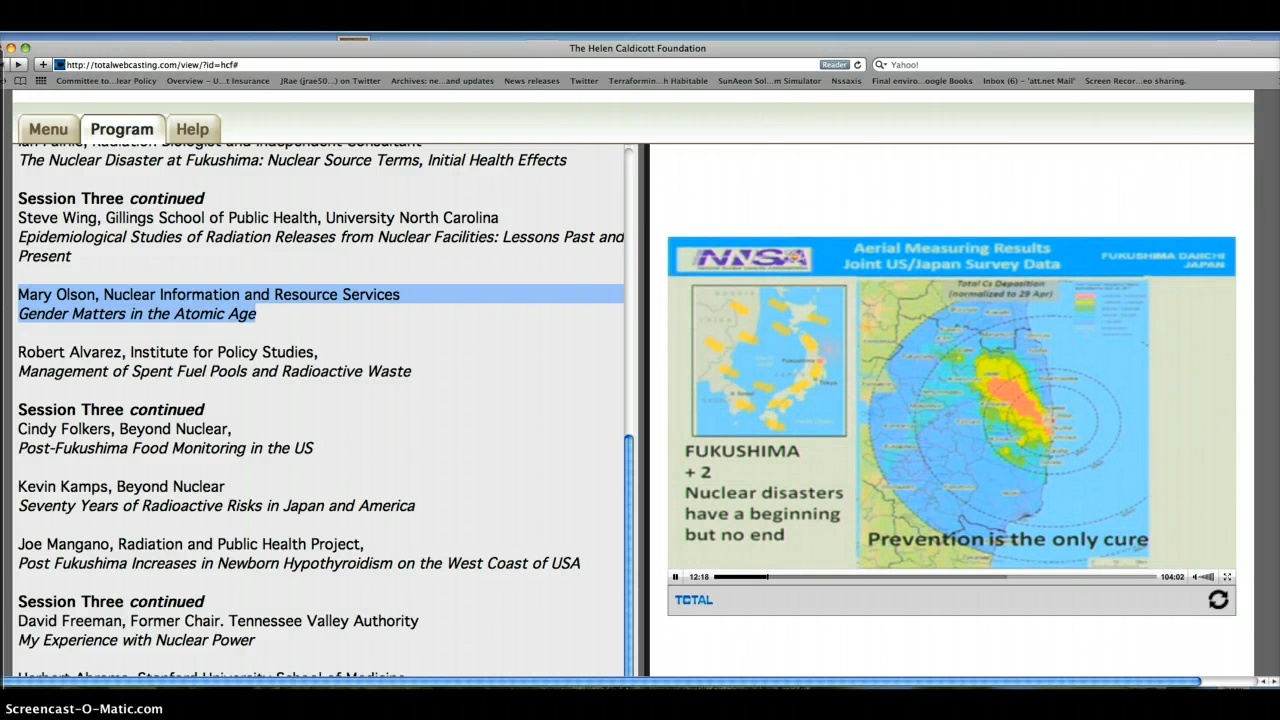 The Helen Caldicott Foundation
http://totalwebcasting.com/view/?id=hcf#
Reader
Yahoo!
Committee to...lear Policy
Overview – U...t Insurance
JRae (jrae50...) on Twitter
Archives: ne...and updates
News releases
Twitter
Terraformin...h Habitable
SunAeon Sol...m Simulator
Nssaxis
Final enviro...oogle Books
Inbox (6) – 'att.net Mail'
Screen Recor...eo sharing.
Menu
Program
Help
The Nuclear Disaster at Fukushima: Nuclear Source Terms, Initial Health Effects
Session Three continued
Steve Wing, Gillings School of Public Health, University North Carolina
Epidemiological Studies of Radiation Releases from Nuclear Facilities: Lessons Past and
Present
Mary Olson, Nuclear Information and Resource Services
Gender Matters in the Atomic Age
Robert Alvarez, Institute for Policy Studies,
Management of Spent Fuel Pools and Radioactive Waste
Session Three continued
Cindy Folkers, Beyond Nuclear,
Post-Fukushima Food Monitoring in the US
Kevin Kamps, Beyond Nuclear
Seventy Years of Radioactive Risks in Japan and America
Joe Mangano, Radiation and Public Health Project,
Post Fukushima Increases in Newborn Hypothyroidism on the West Coast of USA
Session Three continued
David Freeman, Former Chair. Tennessee Valley Authority
My Experience with Nuclear Power
NNSA
Aerial Measuring Results
Joint US/Japan Survey Data
FUKUSHIMA DAIICHI
JAPAN
Total Cs Deposition
(normalized to 29 Apr)
FUKUSHIMA
+ 2
Nuclear disasters
have a beginning
but no end
Prevention is the only cure
12:18
104:02
TOTAL
Screencast-O-Matic.com